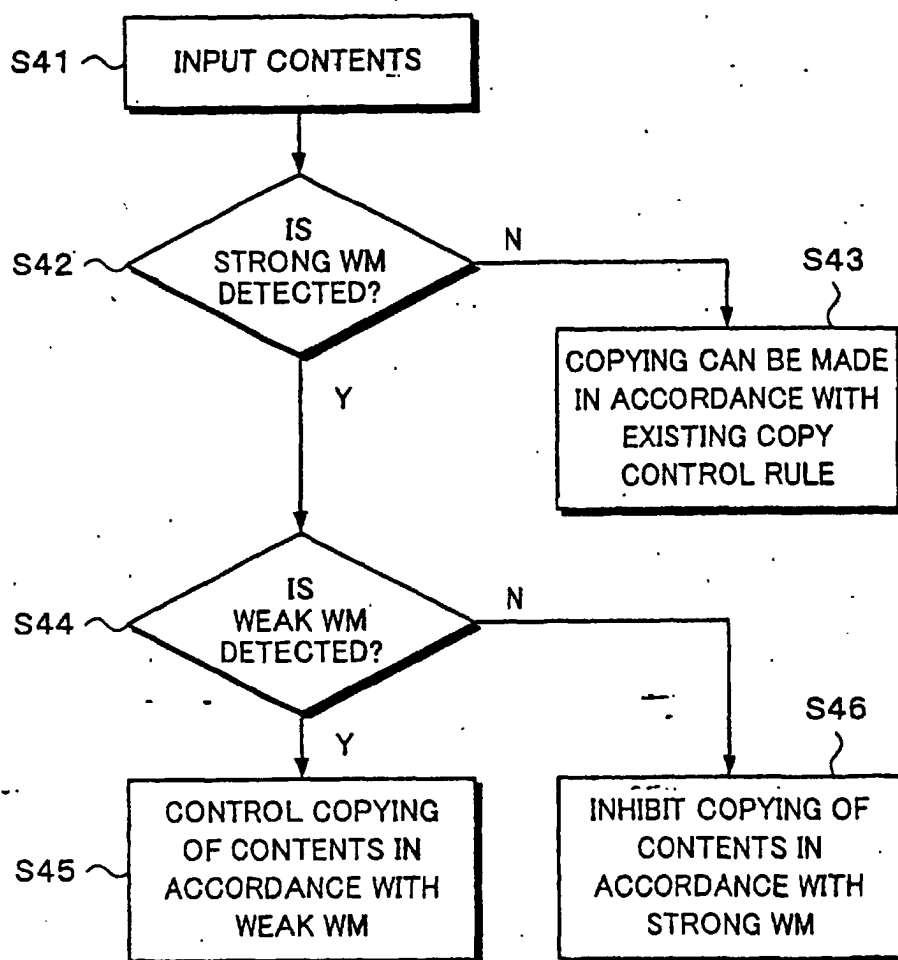 S41
INPUT CONTENTS
S42
IS
STRONG WM
DETECTED?
N
Y
S43
COPYING CAN BE MADE
IN ACCORDANCE WITH
EXISTING COPY
CONTROL RULE
S44
IS
WEAK WM
DETECTED?
N
Y
S45
CONTROL COPYING
OF CONTENTS IN
ACCORDANCE WITH
WEAK WM
S46
INHIBIT COPYING OF
CONTENTS IN
ACCORDANCE WITH
STRONG WM